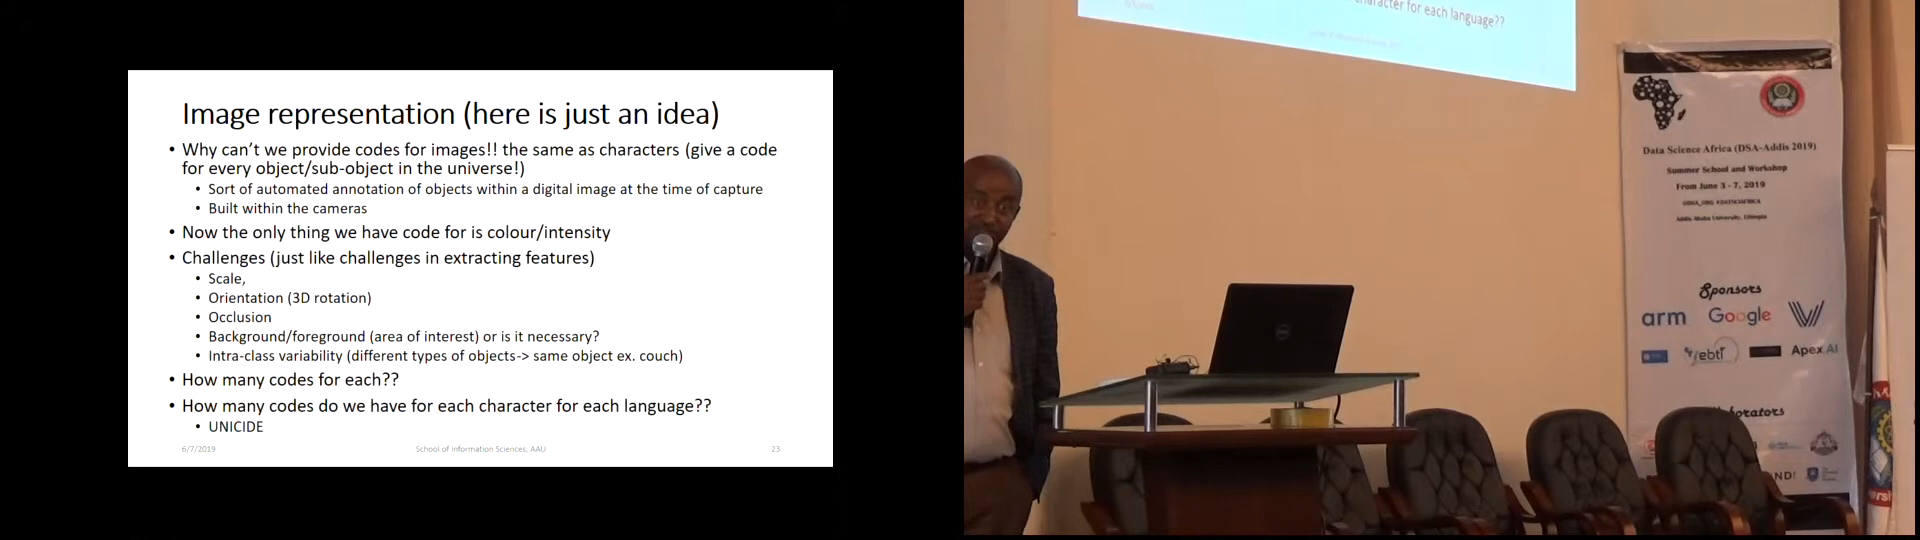 Image representation (here is just an idea)
• Why can't we provide codes for images!! the same as characters (give a code
for every object/sub-object in the universe!)
• Sort of automated annotation of objects within a digital image at the time of capture
• Built within the cameras
• Now the only thing we have code for is colour/intensity
• Challenges (just like challenges in extracting features)
• Scale,
• Orientation (3D rotation)
• Occlusion
• Background/foreground (area of interest) or is it necessary?
• Intra-class variability (different types of objects-> same object ex. couch)
• How many codes for each??
• How many codes do we have for each character for each language??
• UNICIDE
6/7/2019 School of Information Sciences, AAU 23
character for each language??
Data Science Africa (DSA-Addis 2019)
Summer School and Workshop
From June 3 - 7, 2019
Addis Ababa University, Ethiopia
Sponsors
arm Google
ebtf Apex.AI